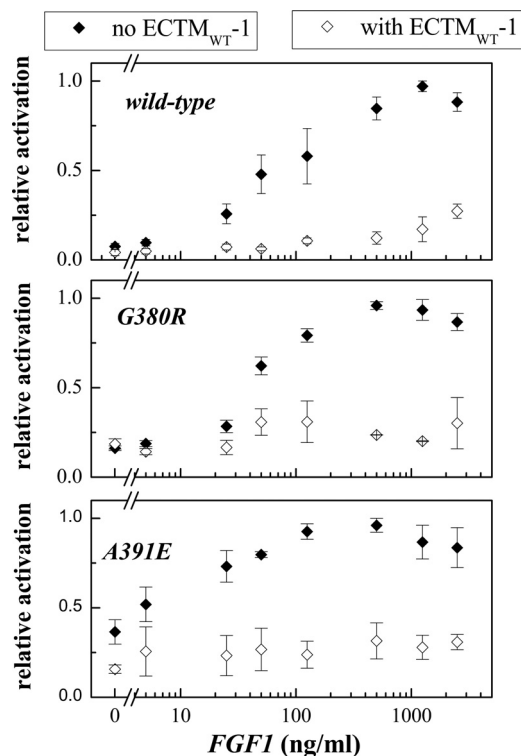 no ECTM_WT-1 with ECTM_WT-1
relative activation
1.0
0.5
0.0
wild-type
relative activation
1.0
0.5
0.0
G380R
relative activation
1.0
0.5
0.0
A391E
0 10 100 1000
FGF1 (ng/ml)